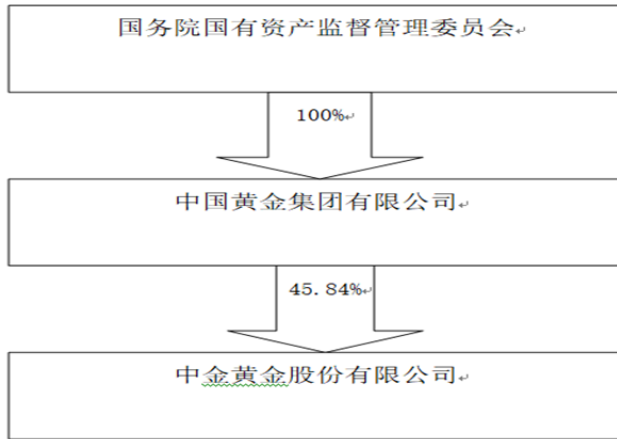 国务院国有资产监督管理委员会
100%
中国黄金集团有限公司
45.84%
中金黄金股份有限公司